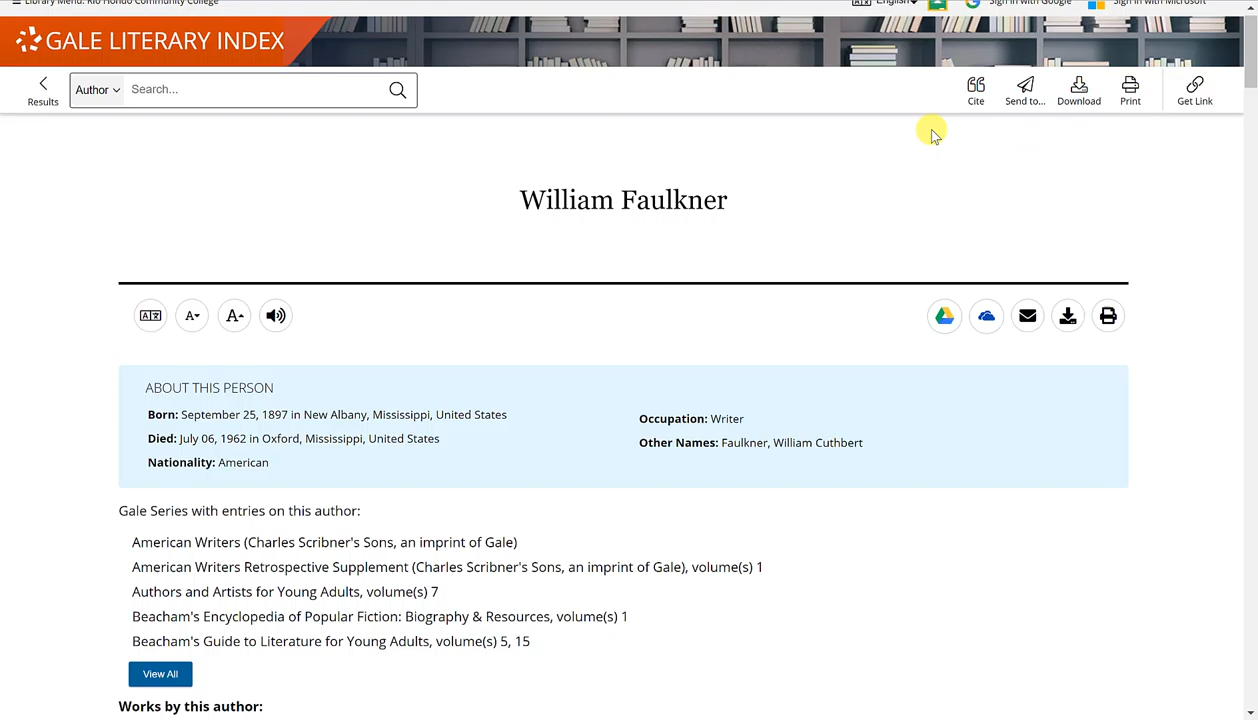 Library Menu: Rio Hondo Community College
English
Sign in with Google
Sign in with Microsoft
GALE LITERARY INDEX
Results
Author
Search...
Cite
Send to...
Download
Print
Get Link
William Faulkner
ABOUT THIS PERSON
Born: September 25, 1897 in New Albany, Mississippi, United States
Died: July 06, 1962 in Oxford, Mississippi, United States
Nationality: American
Occupation: Writer
Other Names: Faulkner, William Cuthbert
Gale Series with entries on this author:
American Writers (Charles Scribner's Sons, an imprint of Gale)
American Writers Retrospective Supplement (Charles Scribner's Sons, an imprint of Gale), volume(s) 1
Authors and Artists for Young Adults, volume(s) 7
Beacham's Encyclopedia of Popular Fiction: Biography & Resources, volume(s) 1
Beacham's Guide to Literature for Young Adults, volume(s) 5, 15
View All
Works by this author: